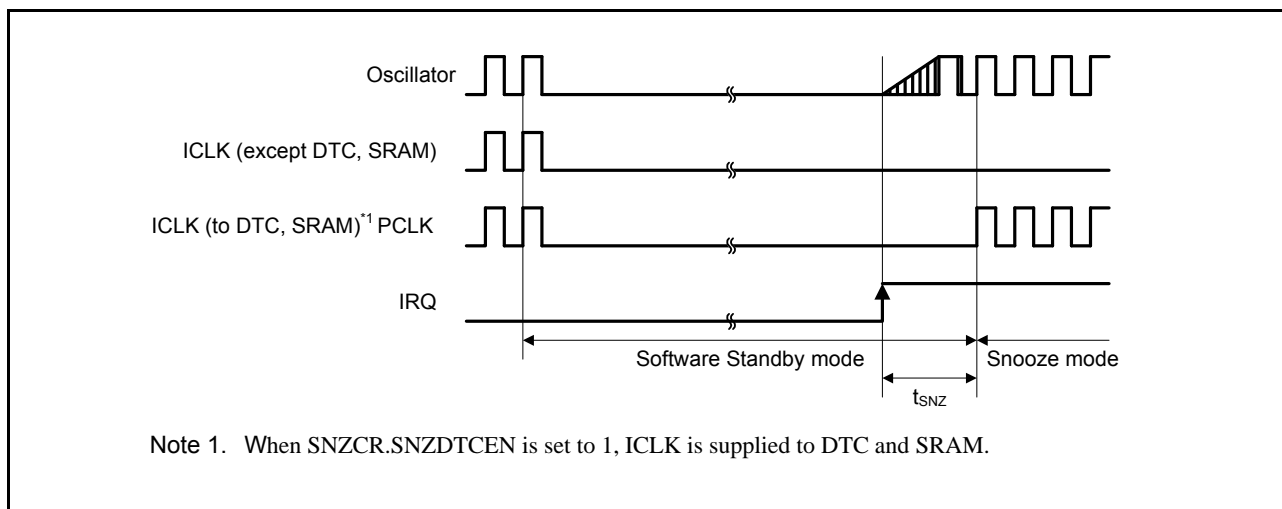 Oscillator
ICLK (except DTC, SRAM)
ICLK (to DTC, SRAM)*1 PCLK
IRQ
Software Standby mode
Snooze mode
tSNZ
Note 1. When SNZCR.SNZDTCEN is set to 1, ICLK is supplied to DTC and SRAM.